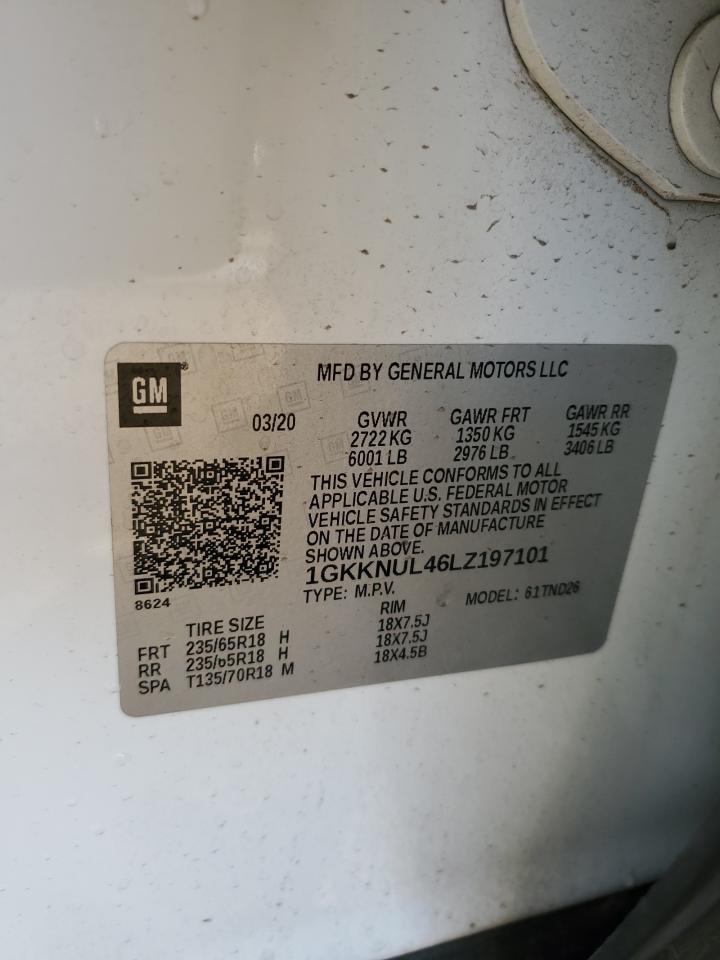 GM
MFD BY GENERAL MOTORS LLC
03/20 GVWR GAWR FRT GAWR RR
2722 KG 1350 KG 1545 KG
6001 LB 2976 LB 3406 LB
THIS VEHICLE CONFORMS TO ALL
APPLICABLE U.S. FEDERAL MOTOR
VEHICLE SAFETY STANDARDS IN EFFECT
ON THE DATE OF MANUFACTURE
SHOWN ABOVE.
1GKKNUL46LZ197101
TYPE: M.P.V. MODEL: 61TND26
8624
TIRE SIZE RIM
FRT 235/65R18 H 18X7.5J
RR 235/65R18 H 18X7.5J
SPA T135/70R18 M 18X4.5B